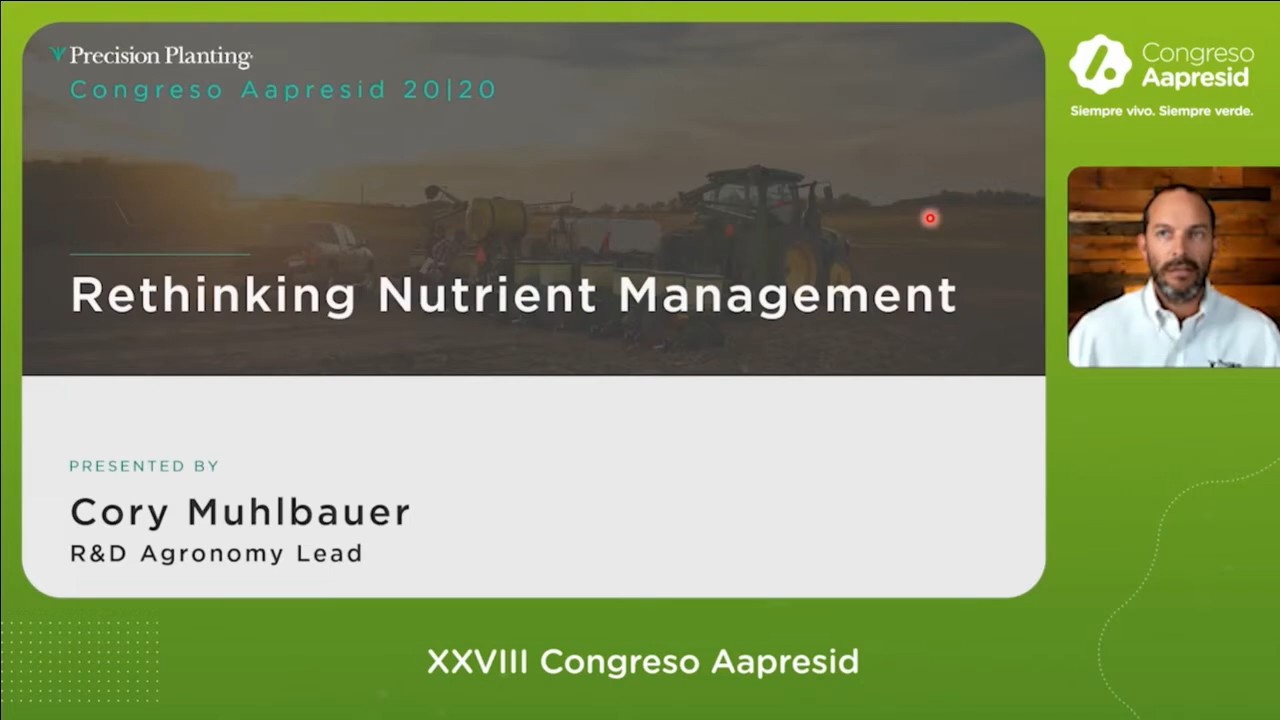 Precision Planting
Congreso Aapresid 20|20
Rethinking Nutrient Management
PRESENTED BY
Cory Muhlbauer
R&D Agronomy Lead
Congreso
Aapresid
Siempre vivo. Siempre verde.
XXVIII Congreso Aapresid